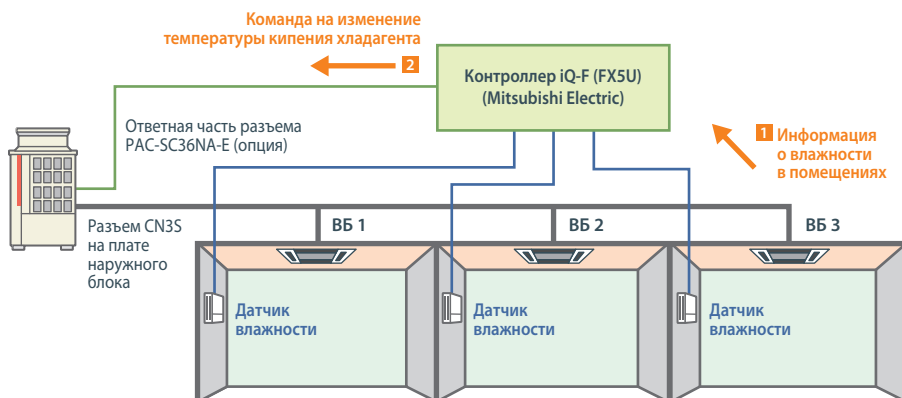 Команда на изменение
температуры кипения хладагента
2
Контроллер iQ-F (FX5U)
(Mitsubishi Electric)
Ответная часть разъема
PAC-SC36NA-E (опция)
1 Информация
о влажности
в помещениях
Разъем CN3S
на плате
наружного
блока
ВБ 1
ВБ 2
ВБ 3
Датчик
влажности
Датчик
влажности
Датчик
влажности